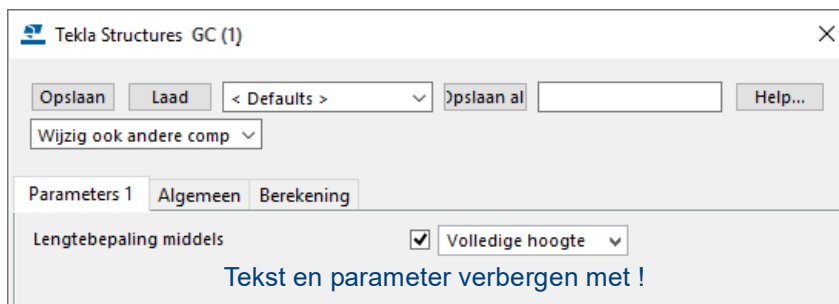 Tekla Structures GC (1)
Opslaan Laad < Defaults > Opslaan al Help...
Wijzig ook andere comp
Parameters 1 Algemeen Berekening
Lengtebepaling middels Volledige hoogte
Tekst en parameter verbergen met !